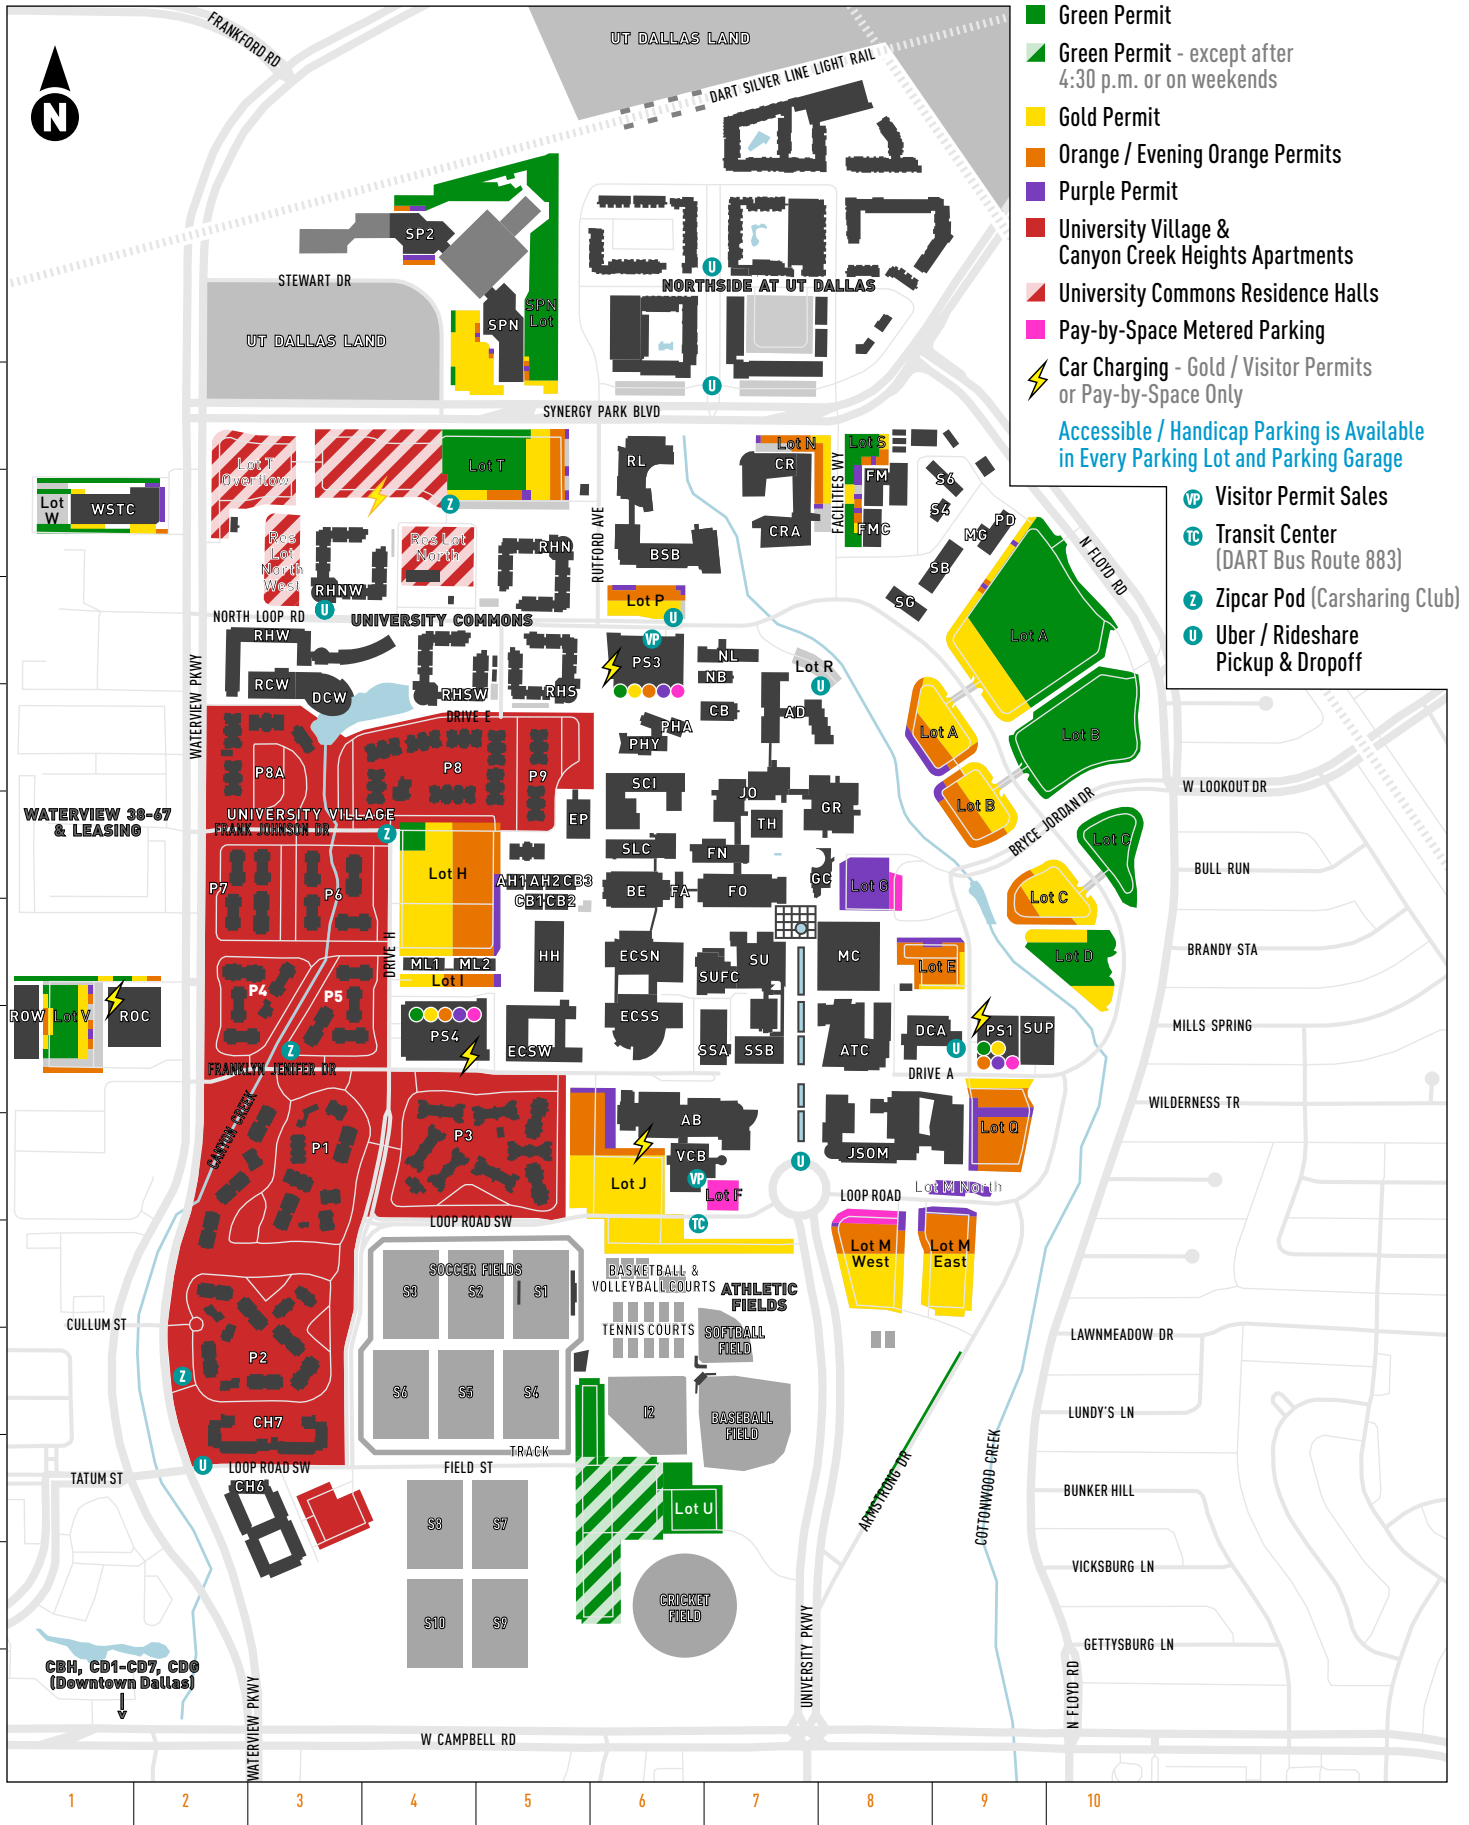 FRANKFORD RD
N
UT DALLAS LAND
DART SILVER LINE LIGHT RAIL
Green Permit
Green Permit - except after
4:30 p.m. or on weekends
Gold Permit
Orange / Evening Orange Permits
Purple Permit
University Village &
Canyon Creek Heights Apartments
University Commons Residence Halls
Pay-by-Space Metered Parking
Car Charging - Gold / Visitor Permits
or Pay-by-Space Only
Accessible / Handicap Parking is Available
in Every Parking Lot and Parking Garage
VP Visitor Permit Sales
TC Transit Center
(DART Bus Route 883)
Z Zipcar Pod (Carsharing Club)
U Uber / Rideshare
Pickup & Dropoff
SP2
STEWART DR
UT DALLAS LAND
SPN
SPN
Lot
U
NORTHSIDE AT UT DALLAS
U
SYNERGY PARK BLVD
Lot T
Overflow
Lot T
Z
RL
Lot N
CR
CRA
FACILITIES WY
Lot S
FM
FMC
S6
S4
PD
MG
SB
SG
N FLOYD RD
Lot
W
WSTC
Res
Lot
North
West
RHNW
U
Res Lot
North
RHN
RUTFORD AVE
BSB
Lot P
U
NORTH LOOP RD
UNIVERSITY COMMONS
RHW
RCW
DCW
RHSW
RHS
VP
PS3
NL
NB
CB
Lot R
U
AD
PHA
PHY
Lot A
Lot A
Lot B
Lot B
WATERVIEW PKWY
DRIVE E
P8A
P8
P9
UNIVERSITY VILLAGE
FRANK JOHNSON DR
Z
WATERVIEW 38-67
& LEASING
EP
SCI
JO
GR
TH
SLC
FN
W LOOKOUT DR
BRYCE JORDAN DR
Lot C
Lot C
BULL RUN
P7
P6
Lot H
AH1 AH2 CB3
CB1 CB2
BE
FA
FO
GC
Lot G
DRIVE H
P4
P5
ML1
ML2
Lot I
HH
ECSN
SUFC
SU
MC
Lot E
Lot D
BRANDY STA
ROW
Lot V
ROC
Z
FRANKLYN JENIFER DR
PS4
ECSW
ECSS
SSA
SSB
ATC
DCA
U
PS1
SUP
DRIVE A
MILLS SPRING
CANYON CREEK
P1
P3
AB
VCB
VP
Lot J
Lot F
TC
U
JSOM
Lot Q
Lot M North
WILDERNESS TR
LOOP ROAD
LOOP ROAD SW
Lot M
West
Lot M
East
SOCCER FIELDS
S3
S2
S1
BASKETBALL &
VOLLEYBALL COURTS
ATHLETIC
FIELDS
TENNIS COURTS
SOFTBALL
FIELD
CULLUM ST
LAWNMEADOW DR
P2
Z
S6
S5
S4
I2
BASEBALL
FIELD
LUNDY'S LN
CH7
TRACK
U
LOOP ROAD SW
FIELD ST
TATUM ST
CH6
S8
S7
Lot U
ARMSTRONG DR
COTTONWOOD CREEK
BUNKER HILL
VICKSBURG LN
S10
S9
CRICKET
FIELD
UNIVERSITY PKWY
GETTYSBURG LN
CBH, CD1-CD7, CDG
(Downtown Dallas)
WATERVIEW PKWY
N FLOYD RD
W CAMPBELL RD
1 2 3 4 5 6 7 8 9 10